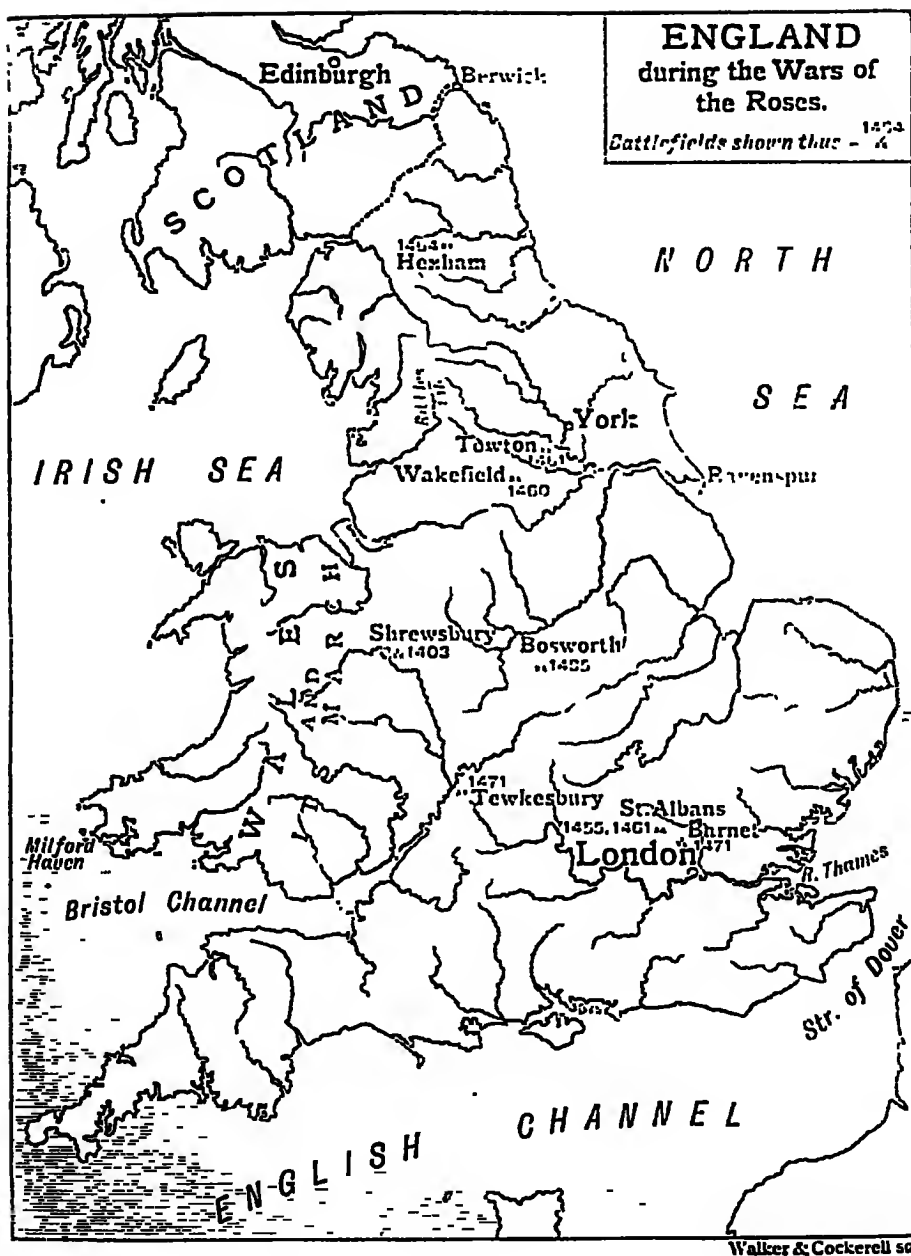 ENGLAND
during the Wars of
the Roses.
Battlefields shown thus -
Edinburgh
Berwick
SCOTLAND
Hexham
NORTH
SEA
York
Towton
IRISH SEA
Wakefield
1460
Ravenspur
WALES
AND
MARCH
Shrewsbury
1403
Bosworth
1485
1471
Tewkesbury
St. Albans
1455, 1461
Barnet
1471
London
Milford
Haven
R. Thames
Bristol Channel
Str. of Dover
ENGLISH CHANNEL
Walker & Cockerell sc